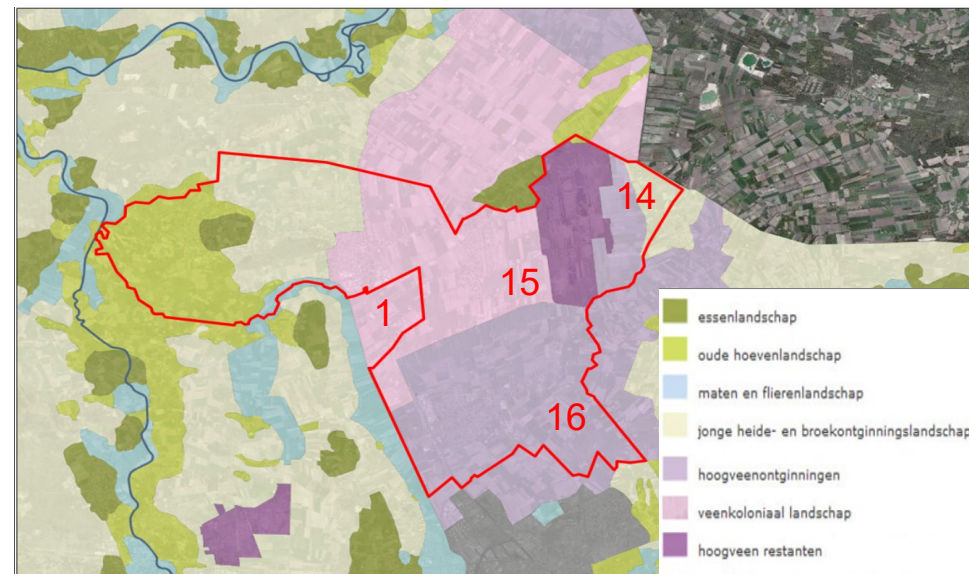 14
15
1
16
essenlandschap
oude hoevenlandschap
maten en flierenlandschap
jonge heide- en broekontginningslandschap
hoogveenontginningen
veenkoloniaal landschap
hoogveen restanten